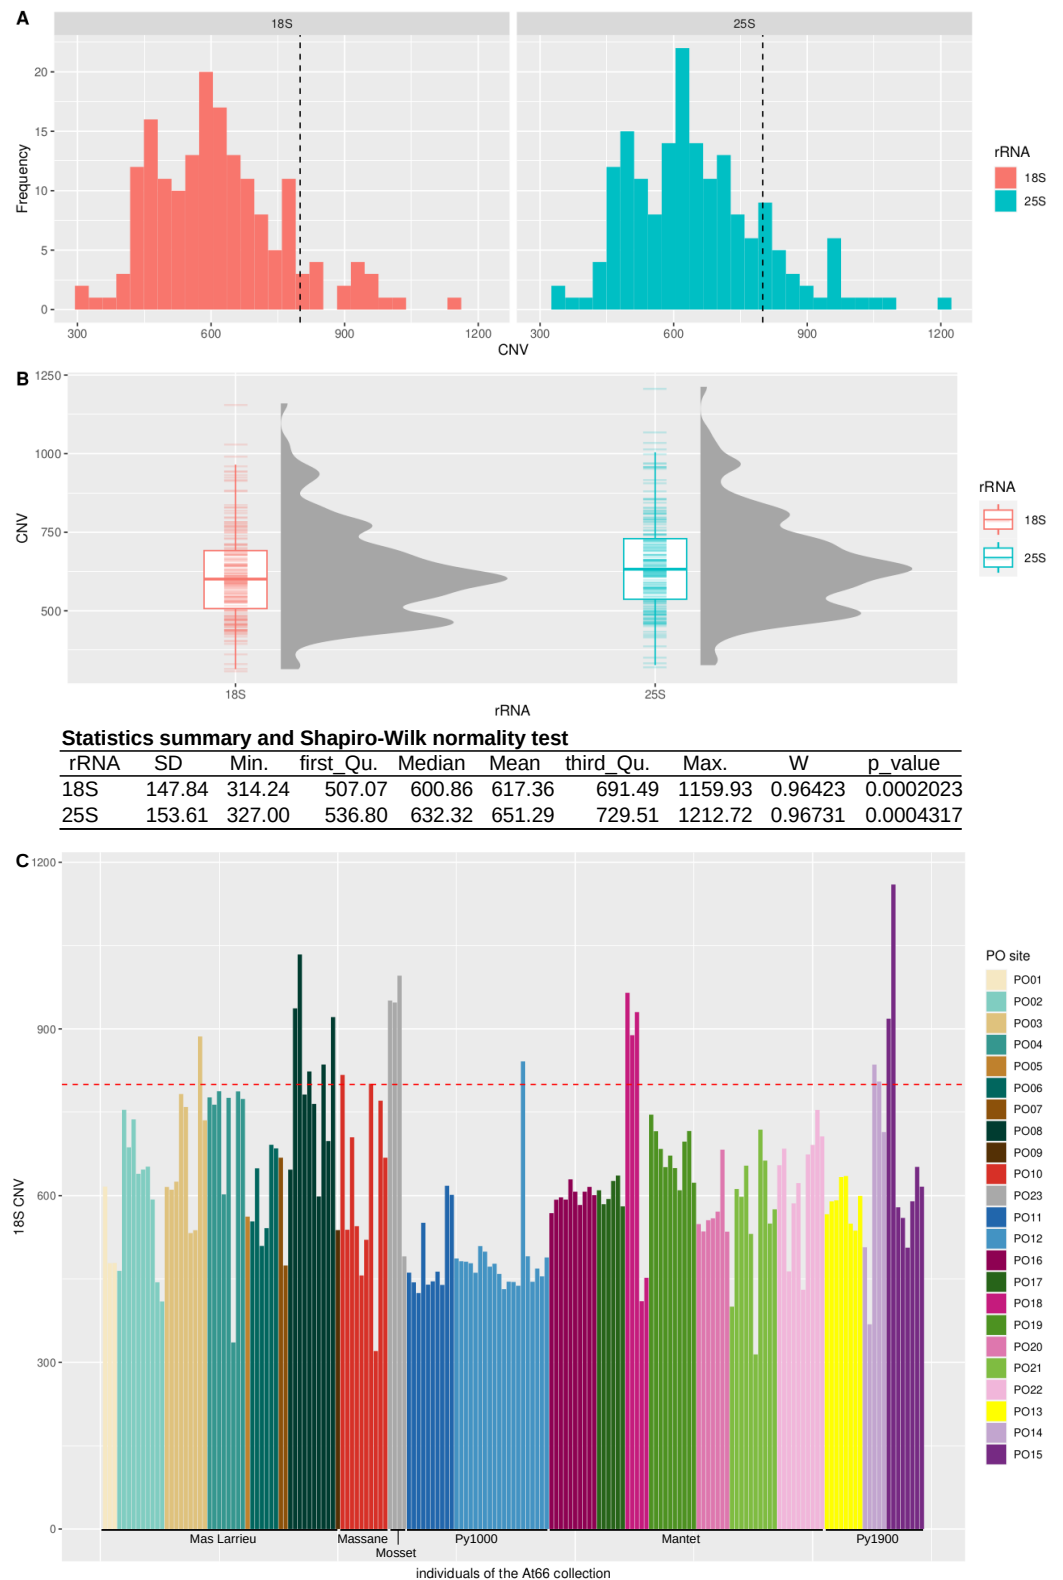 A
18S 25S
20
15
10
5
0
Frequency
300 600 900 1200 300 600 900 1200
CNV
rRNA
18S
25S
B
1250
1000
750
500
CNV
18S 25S
rRNA
rRNA
18S
25S
Statistics summary and Shapiro-Wilk normality test
rRNA SD Min. first_Qu. Median Mean third_Qu. Max. W p_value
18S 147.84 314.24 507.07 600.86 617.36 691.49 1159.93 0.96423 0.0002023
25S 153.61 327.00 536.80 632.32 651.29 729.51 1212.72 0.96731 0.0004317
C
1200
900
600
300
0
18S CNV
Mas Larrieu Massane Py1000 Mantet Py1900
Mosset
individuals of the At66 collection
PO site
PO01
PO02
PO03
PO04
PO05
PO06
PO07
PO08
PO09
PO10
PO23
PO11
PO12
PO16
PO17
PO18
PO19
PO20
PO21
PO22
PO13
PO14
PO15